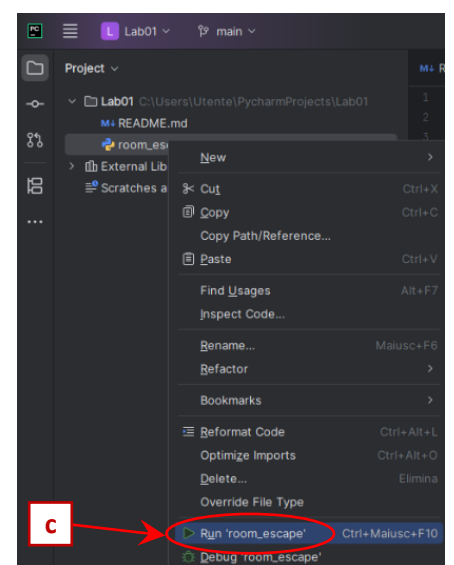 PC L Lab01 main
Project
M↓ R
Lab01 C:\Users\Utente\PycharmProjects\Lab01
1
M↓ README.md
2
room_es
3
External Lib
Scratches a
New
Cut Ctrl+X
Copy Ctrl+C
Copy Path/Reference...
Paste Ctrl+V
Find Usages Alt+F7
Inspect Code...
Rename... Maiusc+F6
Refactor
Bookmarks
Reformat Code Ctrl+Alt+L
Optimize Imports Ctrl+Alt+O
Delete... Elimina
Override File Type
c
Run 'room_escape' Ctrl+Maiusc+F10
Debug 'room_escape'